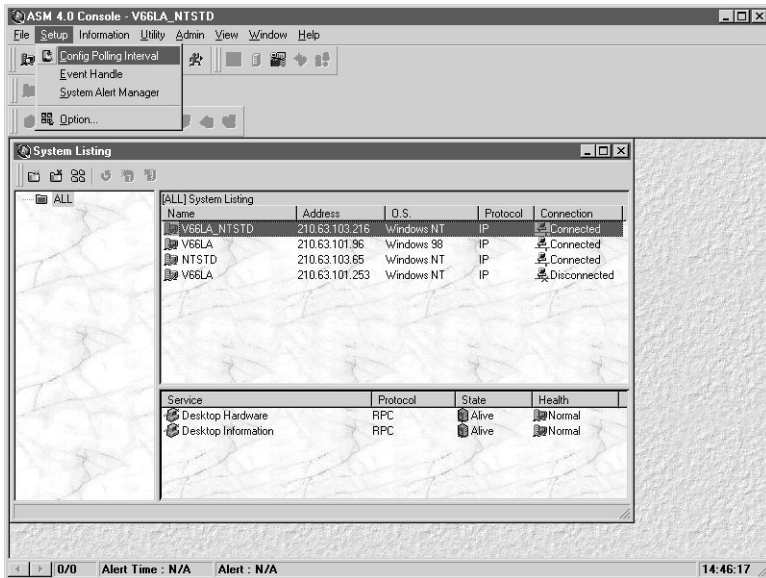 ASM 4.0 Console - V66LA_NTSTD
File Setup Information Utility Admin View Window Help
Config Polling Interval
Event Handle
System Alert Manager
Option...
System Listing
ALL
[ALL] System Listing
Name Address O.S. Protocol Connection
V66LA_NTSTD 210.63.103.216 Windows NT IP Connected
V66LA 210.63.101.96 Windows 98 IP Connected
NTSTD 210.63.103.65 Windows NT IP Connected
V66LA 210.63.101.253 Windows NT IP Disconnected
Service Protocol State Health
Desktop Hardware RPC Alive Normal
Desktop Information RPC Alive Normal
0/0 Alert Time : N/A Alert : N/A 14:46:17